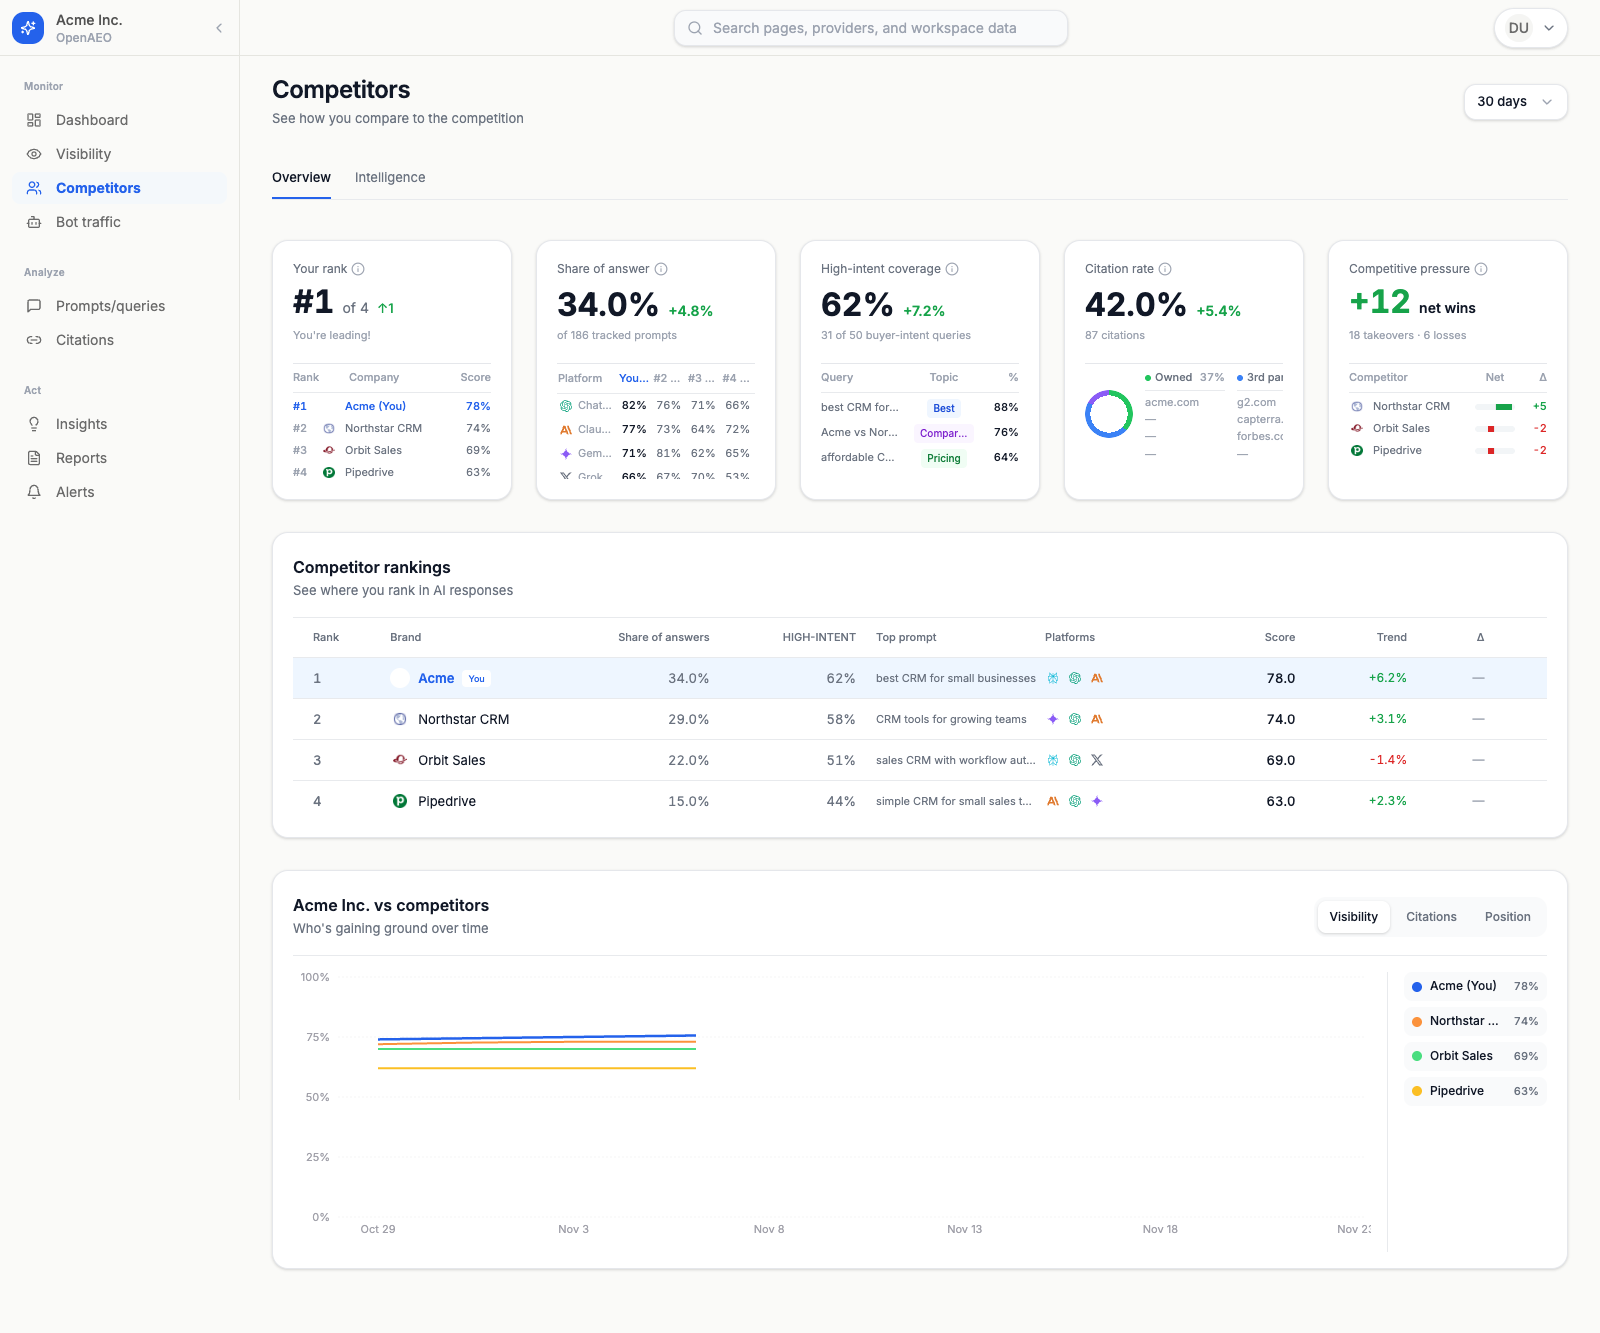 Acme Inc.
OpenAEO
Search pages, providers, and workspace data
DU
Monitor
Dashboard
Visibility
Competitors
Bot traffic
Analyze
Prompts/queries
Citations
Act
Insights
Reports
Alerts
Competitors
See how you compare to the competition
30 days
Overview Intelligence
Your rank
#1 of 4 ↑1
You're leading!
Rank Company Score
#1 Acme (You) 78%
#2 Northstar CRM 74%
#3 Orbit Sales 69%
#4 Pipedrive 63%
Share of answer
34.0% +4.8%
of 186 tracked prompts
Platform You... #2 ... #3 ... #4 ...
Chat... 82% 76% 71% 66%
Clau... 77% 73% 64% 72%
Gem... 71% 81% 62% 65%
Grok 66% 67% 70% 53%
High-intent coverage
62% +7.2%
31 of 50 buyer-intent queries
Query Topic %
best CRM for... Best 88%
Acme vs Nor... Compar... 76%
affordable C... Pricing 64%
Citation rate
42.0% +5.4%
87 citations
Owned 37% 3rd par
acme.com g2.com
— capterra.
— forbes.co
— —
Competitive pressure
+12 net wins
18 takeovers · 6 losses
Competitor Net Δ
Northstar CRM +5
Orbit Sales -2
Pipedrive -2
Competitor rankings
See where you rank in AI responses
Rank Brand Share of answers HIGH-INTENT Top prompt Platforms Score Trend Δ
1 Acme You 34.0% 62% best CRM for small businesses 78.0 +6.2% —
2 Northstar CRM 29.0% 58% CRM tools for growing teams 74.0 +3.1% —
3 Orbit Sales 22.0% 51% sales CRM with workflow aut... 69.0 -1.4% —
4 Pipedrive 15.0% 44% simple CRM for small sales t... 63.0 +2.3% —
Acme Inc. vs competitors
Who's gaining ground over time
Visibility Citations Position
100%
75%
50%
25%
0%
Oct 29 Nov 3 Nov 8 Nov 13 Nov 18 Nov 23
Acme (You) 78%
Northstar ... 74%
Orbit Sales 69%
Pipedrive 63%